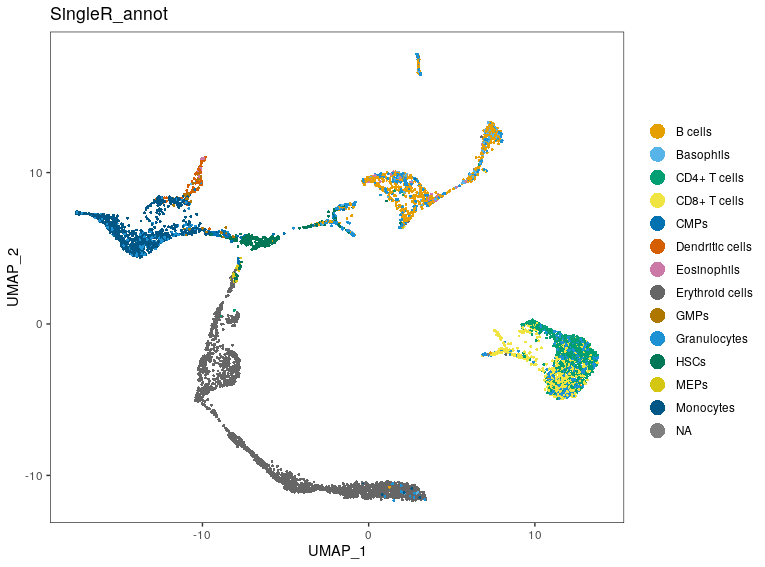 SingleR_annot
UMAP_2
10
0
-10
-10
0
10
UMAP_1
B cells
Basophils
CD4+ T cells
CD8+ T cells
CMPs
Dendritic cells
Eosinophils
Erythroid cells
GMPs
Granulocytes
HSCs
MEPs
Monocytes
NA